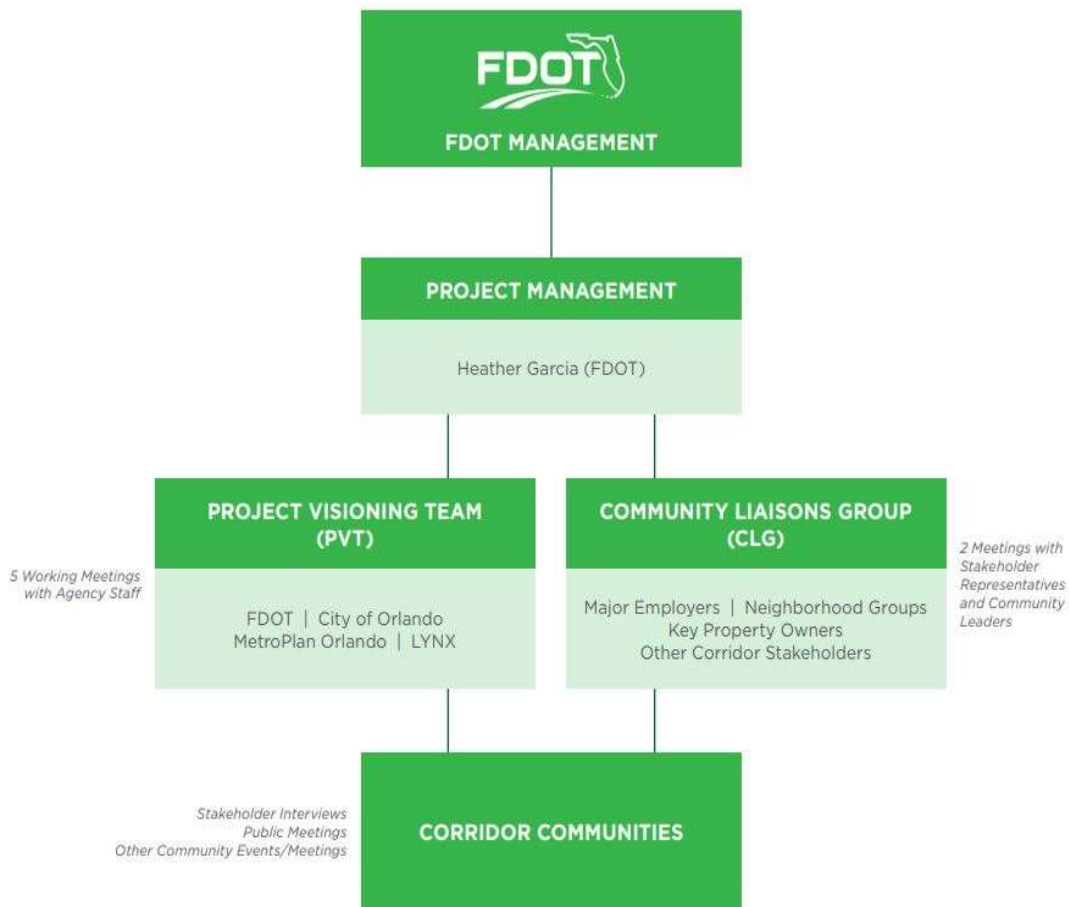 FDOT
FDOT MANAGEMENT
PROJECT MANAGEMENT
Heather Garcia (FDOT)
PROJECT VISIONING TEAM
(PVT)
5 Working Meetings
with Agency Staff
FDOT | City of Orlando
MetroPlan Orlando | LYNX
COMMUNITY LIAISONS GROUP
(CLG)
Major Employers | Neighborhood Groups
Key Property Owners
Other Corridor Stakeholders
2 Meetings with
Stakeholder
Representatives
and Community
Leaders
Stakeholder Interviews
Public Meetings
Other Community Events/Meetings
CORRIDOR COMMUNITIES